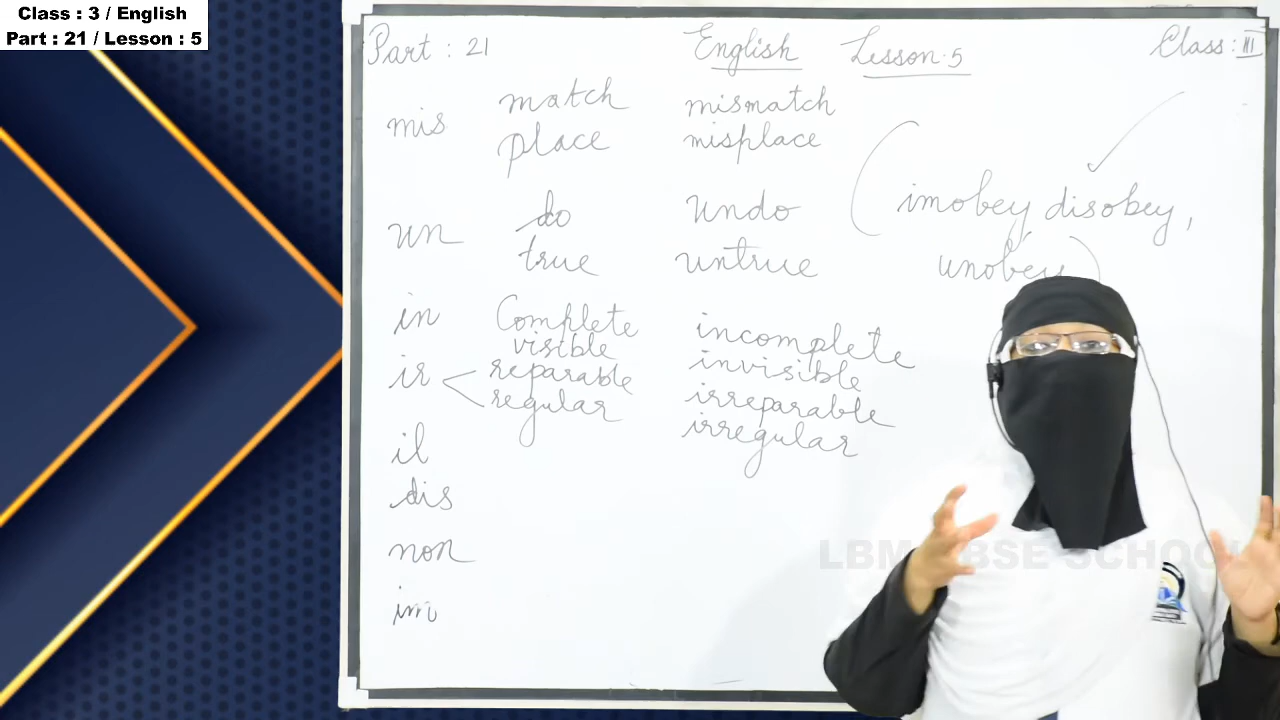 Class : 3 / English
Part : 21 / Lesson : 5
Part : 21 English Lesson-5 Class : III
mis match mismatch
place misplace
un do undo
true untrue
(imobey disobey,
unobey)
in Complete incomplete
visible invisible
ir reparable irreparable
regular irregular
il
dis
non
im
LBM CBSE SCHOOL